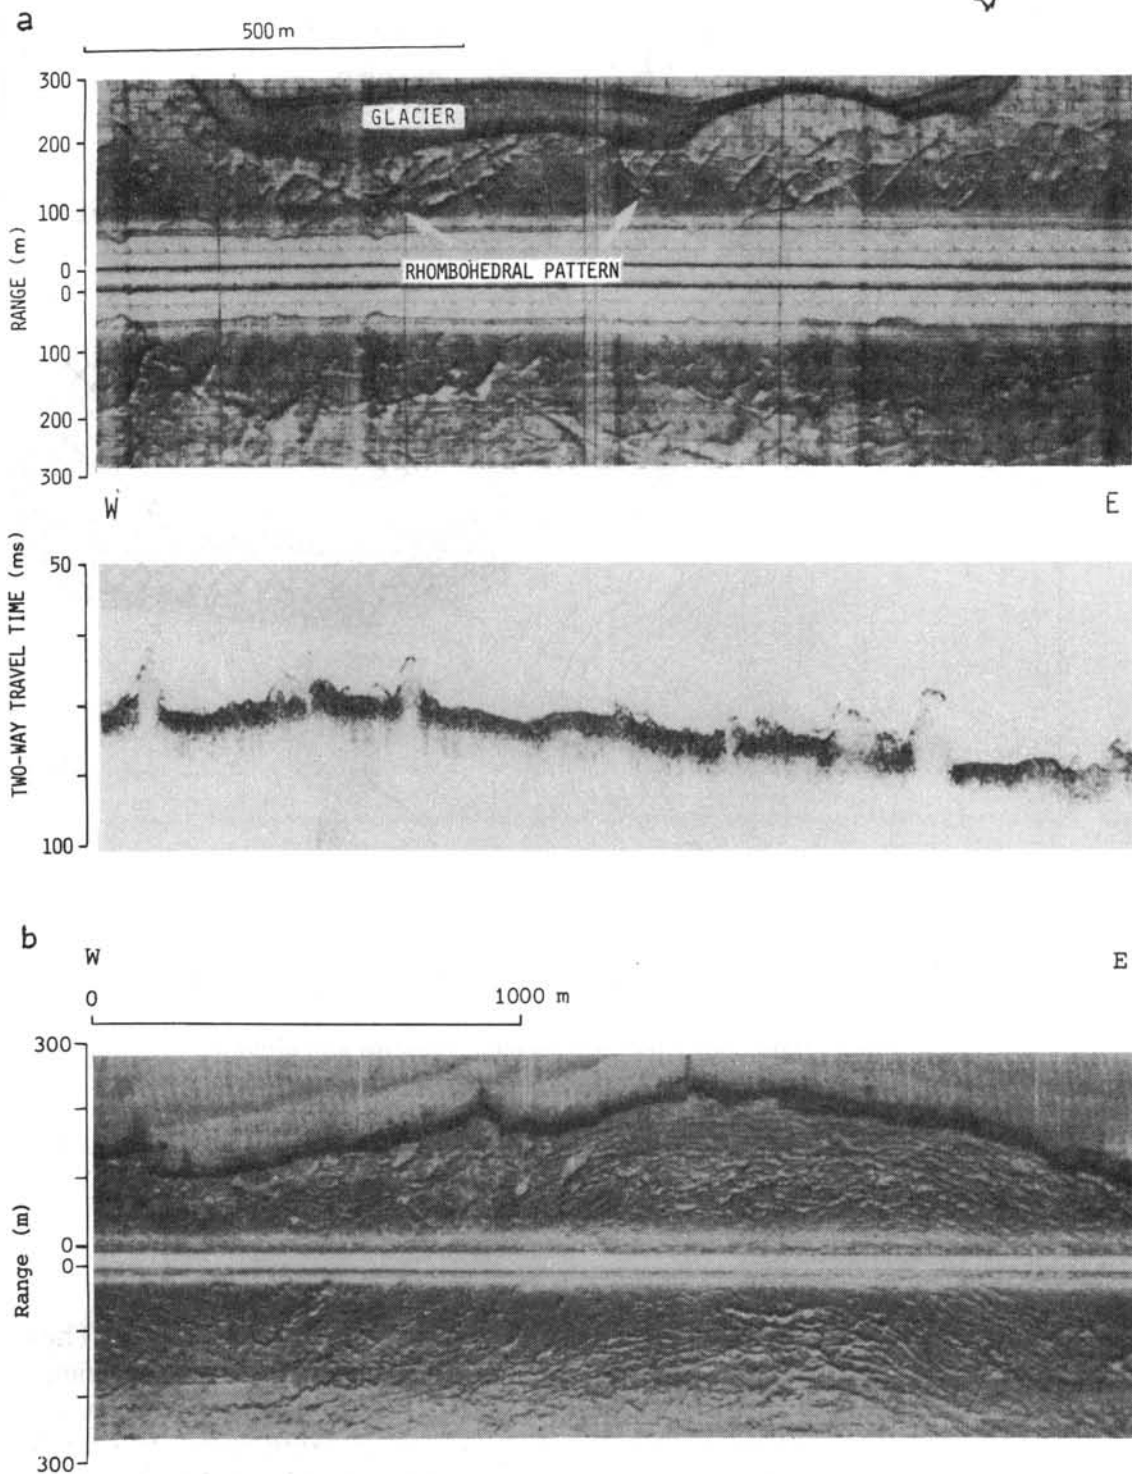 a
500 m
300
GLACIER
200
100
RANGE (m)
0
RHOMBOHEDRAL PATTERN
0
100
200
300
W
E
TWO-WAY TRAVEL TIME (ms)
50
100
b
W
E
0
1000 m
300
0
0
Range (m)
300